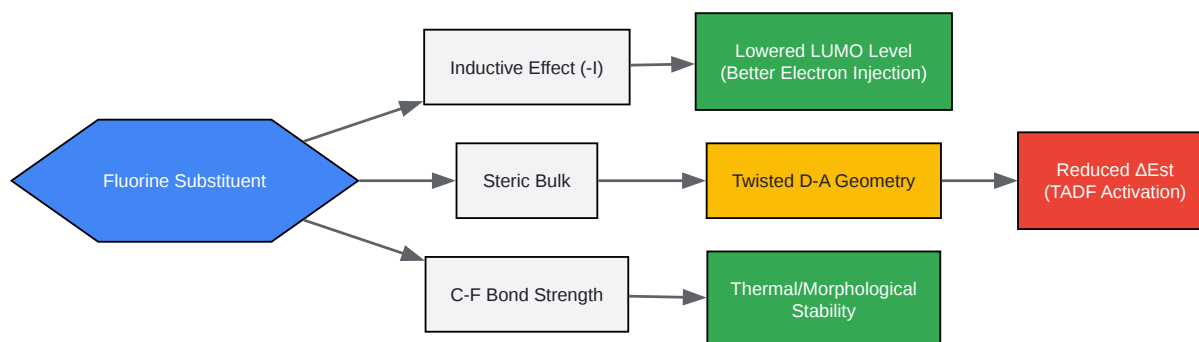 Fluorine Substituent
Inductive Effect (-I)
Lowered LUMO Level
(Better Electron Injection)
Steric Bulk
Twisted D-A Geometry
Reduced ΔEst
(TADF Activation)
C-F Bond Strength
Thermal/Morphological
Stability